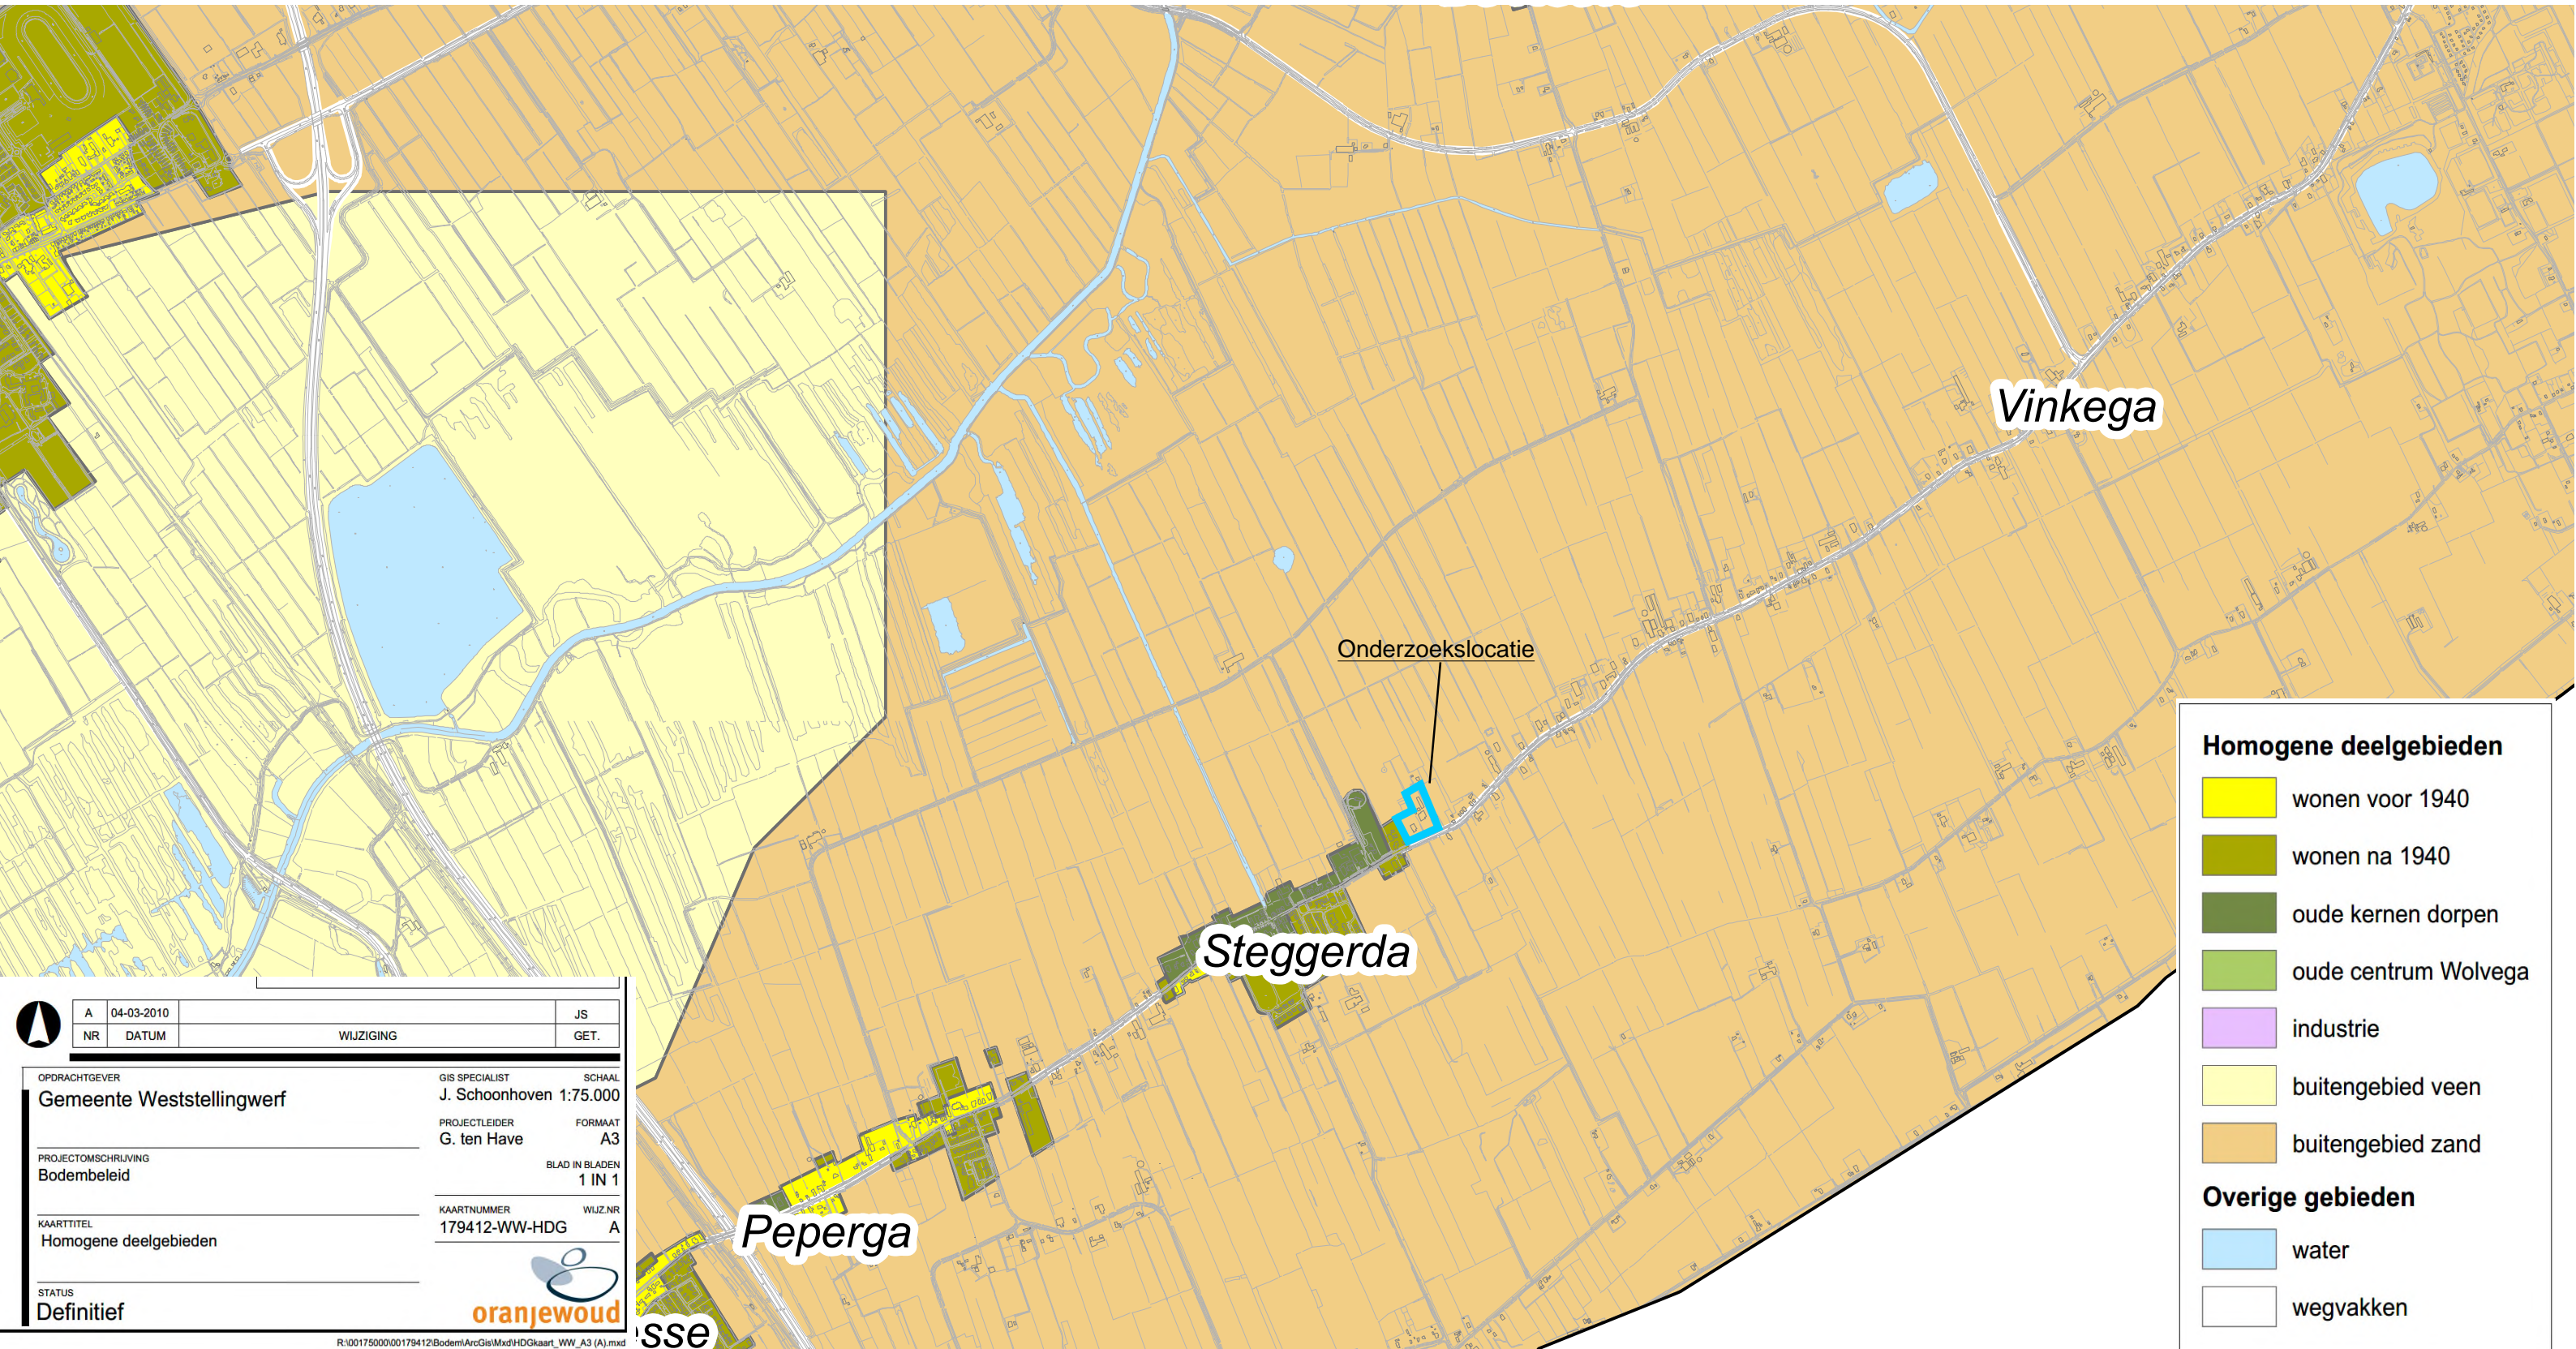 Vinkega
Onderzoekslocatie
Steggerda
Peperga
sse
Homogene deelgebieden
wonen voor 1940
wonen na 1940
oude kernen dorpen
oude centrum Wolvega
industrie
buitengebied veen
buitengebied zand
Overige gebieden
water
wegvakken
A 04-03-2010 JS
NR DATUM WIJZIGING GET.
OPDRACHTGEVER
Gemeente Weststellingwerf
GIS SPECIALIST SCHAAL
J. Schoonhoven 1:75.000
PROJECTLEIDER FORMAAT
G. ten Have A3
PROJECTOMSCHRIJVING
Bodembeleid
BLAD IN BLADEN
1 IN 1
KAARTTITEL
Homogene deelgebieden
KAARTNUMMER WIJZ.NR
179412-WW-HDG A
STATUS
Definitief
oranjewoud
R:\00175000\00179412\Bodem\ArcGis\Mxd\HDGkaart_WW_A3 (A).mxd